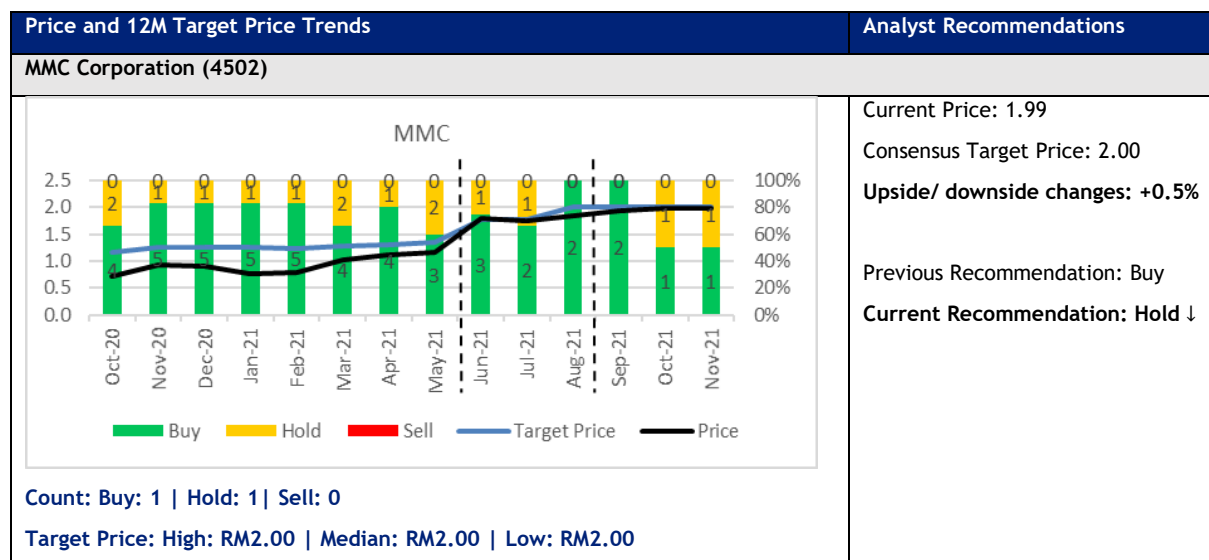 Price and 12M Target Price Trends
Analyst Recommendations
MMC Corporation (4502)
MMC
2.5
2.0
1.5
1.0
0.5
0.0
100%
80%
60%
40%
20%
0%
0 0 0 0 0 0 0 0 0 0 0 0 0 0
2 1 1 1 1 2 1 2 1 1 1 1
4 5 5 5 5 4 4 3 3 2 2 2 1 1
Oct-20
Nov-20
Dec-20
Jan-21
Feb-21
Mar-21
Apr-21
May-21
Jun-21
Jul-21
Aug-21
Sep-21
Oct-21
Nov-21
Buy Hold Sell Target Price Price
Count: Buy: 1 | Hold: 1| Sell: 0
Target Price: High: RM2.00 | Median: RM2.00 | Low: RM2.00
Current Price: 1.99
Consensus Target Price: 2.00
Upside/ downside changes: +0.5%
Previous Recommendation: Buy
Current Recommendation: Hold ↓